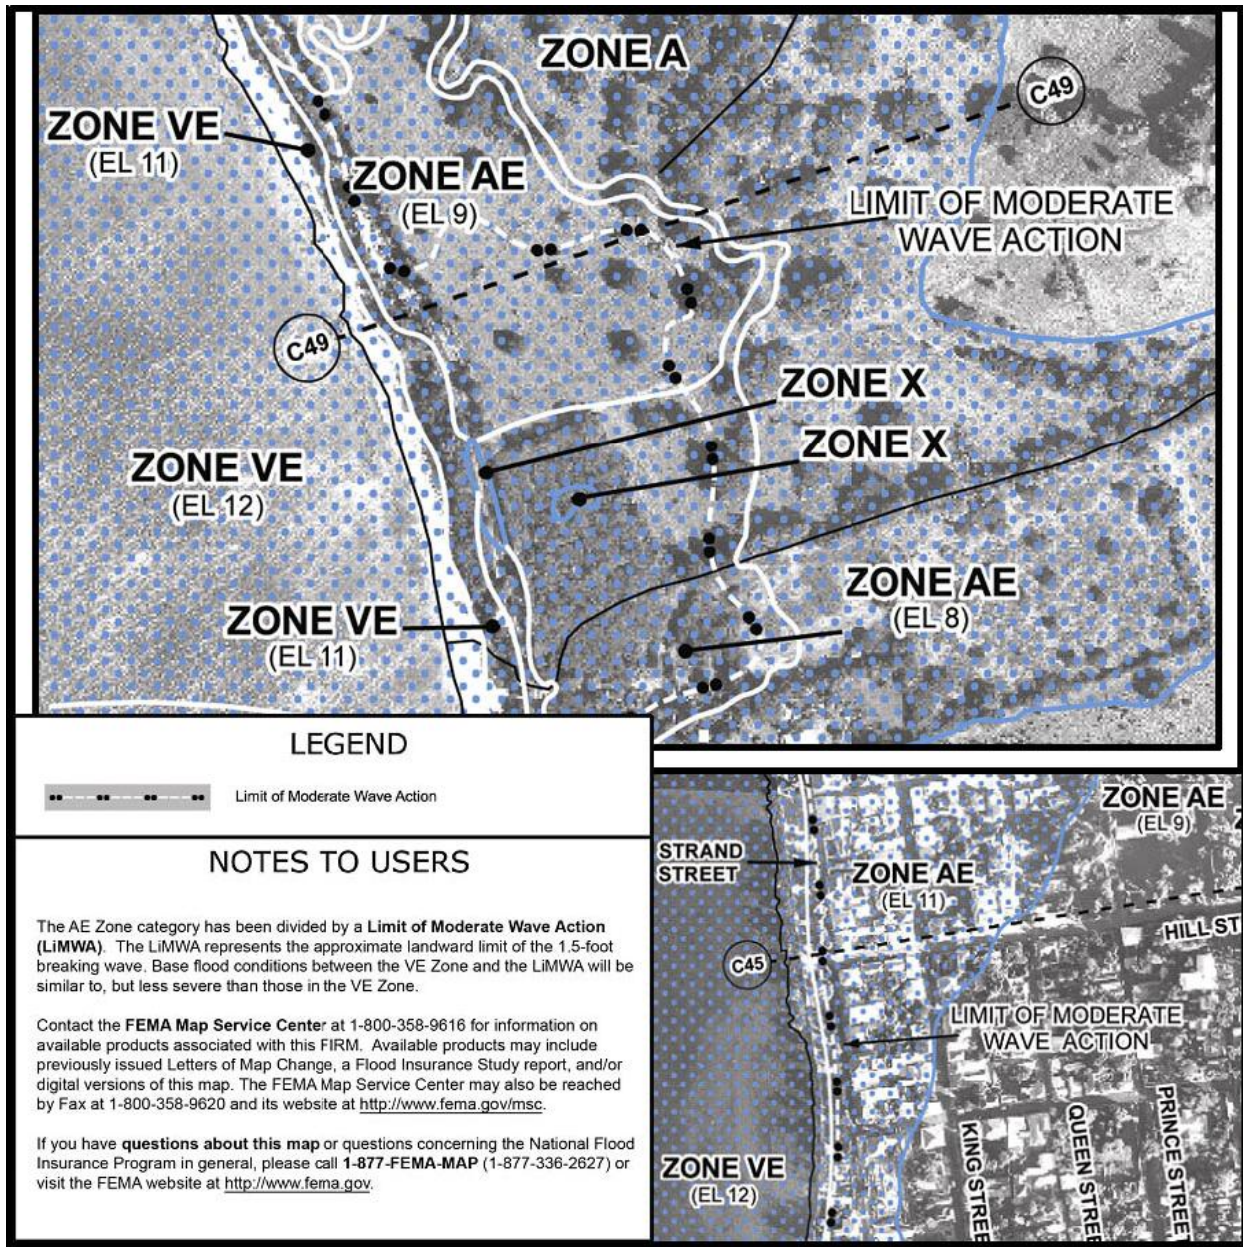 ZONE A
C49
ZONE VE
(EL 11)
ZONE AE
(EL 9)
LIMIT OF MODERATE
WAVE ACTION
C49
ZONE X
ZONE X
ZONE VE
(EL 12)
ZONE AE
(EL 8)
ZONE VE
(EL 11)
LEGEND
Limit of Moderate Wave Action
NOTES TO USERS
The AE Zone category has been divided by a Limit of Moderate Wave Action
(LiMWA). The LiMWA represents the approximate landward limit of the 1.5-foot
breaking wave. Base flood conditions between the VE Zone and the LiMWA will be
similar to, but less severe than those in the VE Zone.
Contact the FEMA Map Service Center at 1-800-358-9616 for information on
available products associated with this FIRM. Available products may include
previously issued Letters of Map Change, a Flood Insurance Study report, and/or
digital versions of this map. The FEMA Map Service Center may also be reached
by Fax at 1-800-358-9620 and its website at http://www.fema.gov/msc.
If you have questions about this map or questions concerning the National Flood
Insurance Program in general, please call 1-877-FEMA-MAP (1-877-336-2627) or
visit the FEMA website at http://www.fema.gov.
ZONE AE
(EL 9)
STRAND
STREET
ZONE AE
(EL 11)
HILL ST
C45
LIMIT OF MODERATE
WAVE ACTION
ZONE VE
(EL 12)
KING STREE
QUEEN STREE
PRINCE STREET